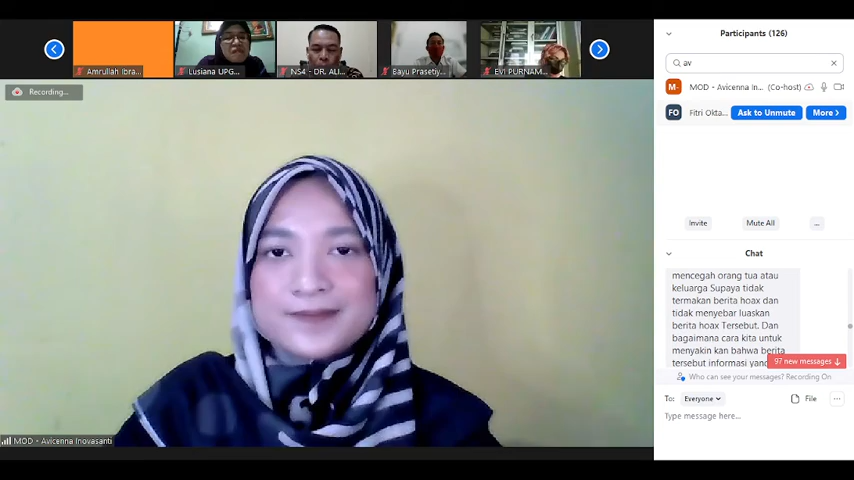 Amrullah Ibra...
Lusiana UPG...
NS4 - DR. ALI...
Bayu Prasetiy...
EVI PURNAM...
Recording...
MOD - Avicenna Inovasanti
Participants (126)
av
M-
MOD - Avicenna In... (Co-host)
FO
Fitri Okta...
Ask to Unmute
More
Invite
Mute All
...
Chat
mencegah orang tua atau
keluarga Supaya tidak
termakan berita hoax dan
tidak menyebar luaskan
berita hoax Tersebut. Dan
bagaimana cara kita untuk
menyakin kan bahwa berita
tersebut informasi yang
97 new messages
Who can see your messages? Recording On
To: Everyone
File
...
Type message here...